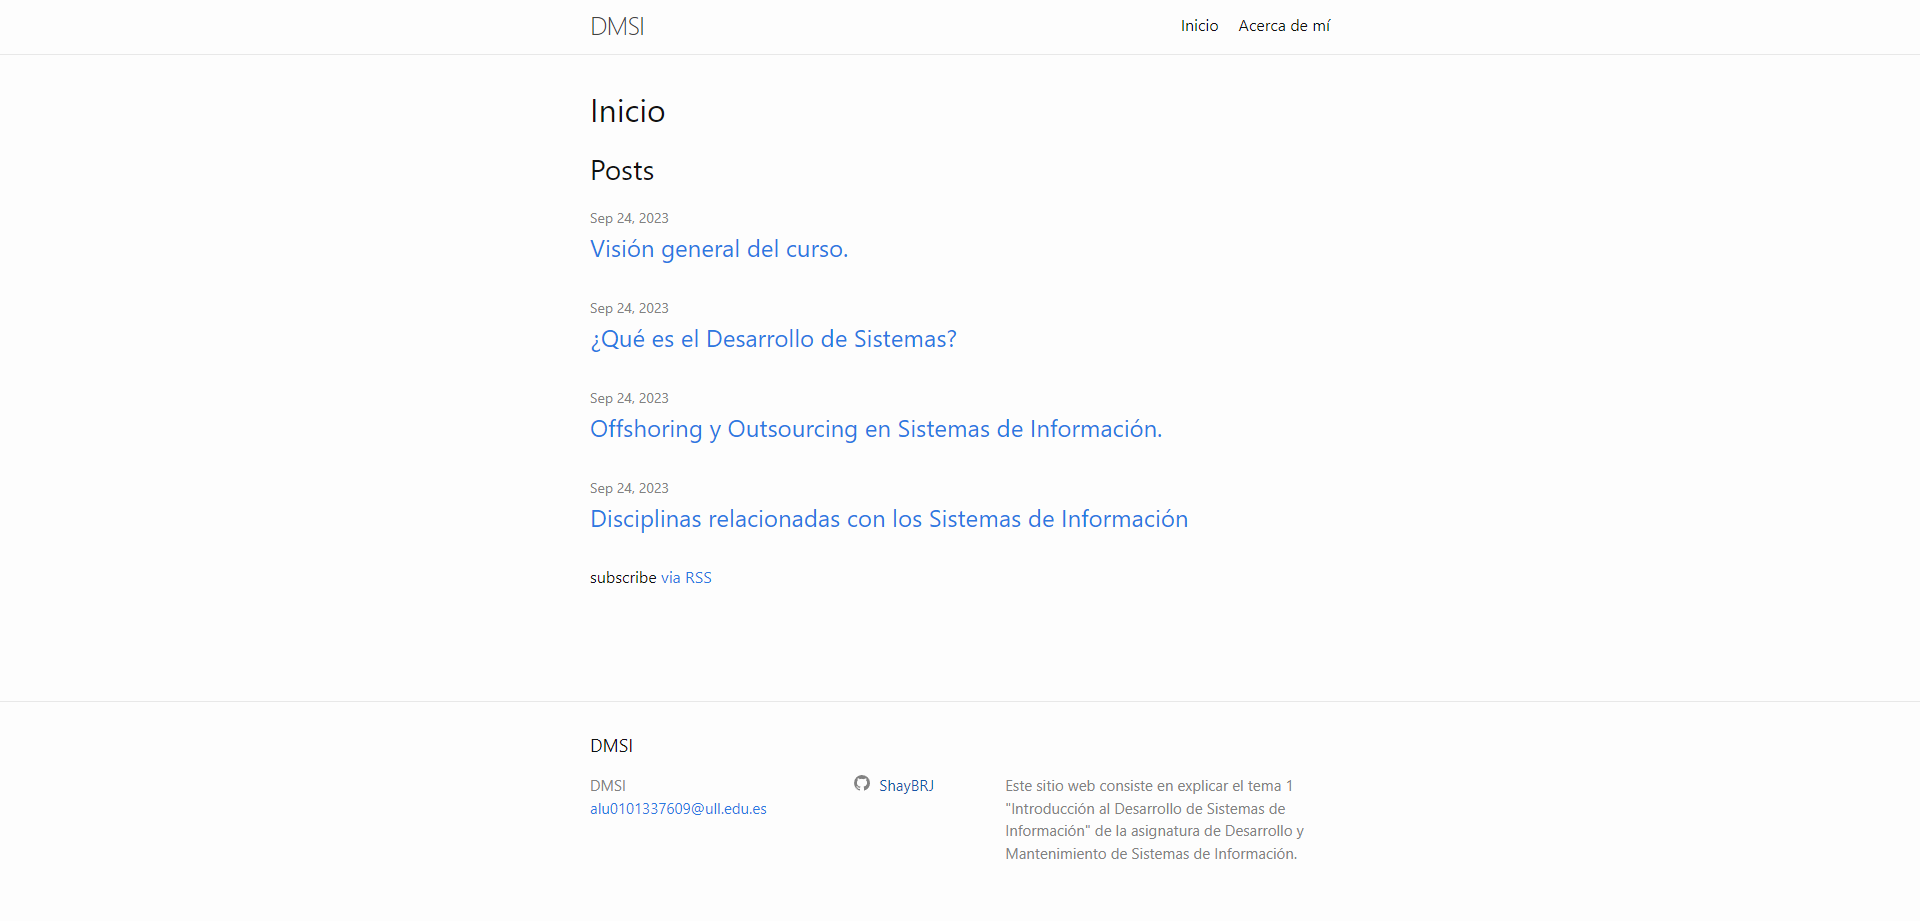 DMSI
Inicio
Acerca de mí
Inicio
Posts
Sep 24, 2023
Visión general del curso.
Sep 24, 2023
¿Qué es el Desarrollo de Sistemas?
Sep 24, 2023
Offshoring y Outsourcing en Sistemas de Información.
Sep 24, 2023
Disciplinas relacionadas con los Sistemas de Información
subscribe via RSS
DMSI
DMSI
alu0101337609@ull.edu.es
ShayBRJ
Este sitio web consiste en explicar el tema 1
"Introducción al Desarrollo de Sistemas de
Información" de la asignatura de Desarrollo y
Mantenimiento de Sistemas de Información.